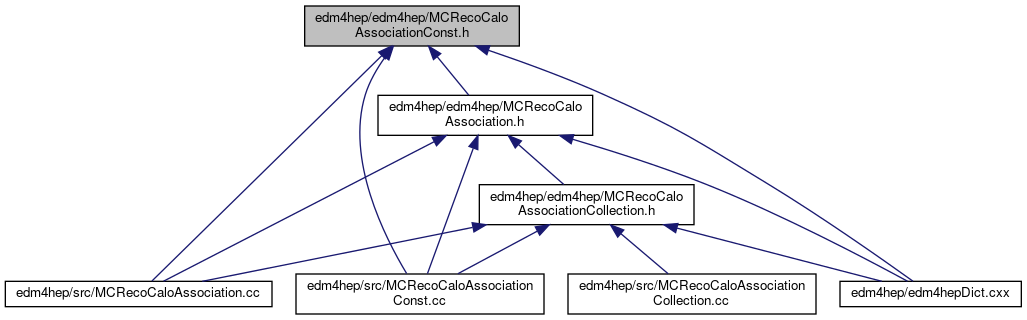 edm4hep/edm4hep/MCRecoCalo
AssociationConst.h
edm4hep/edm4hep/MCRecoCalo
Association.h
edm4hep/edm4hep/MCRecoCalo
AssociationCollection.h
edm4hep/src/MCRecoCaloAssociation.cc
edm4hep/src/MCRecoCaloAssociation
Const.cc
edm4hep/src/MCRecoCaloAssociation
Collection.cc
edm4hep/edm4hepDict.cxx